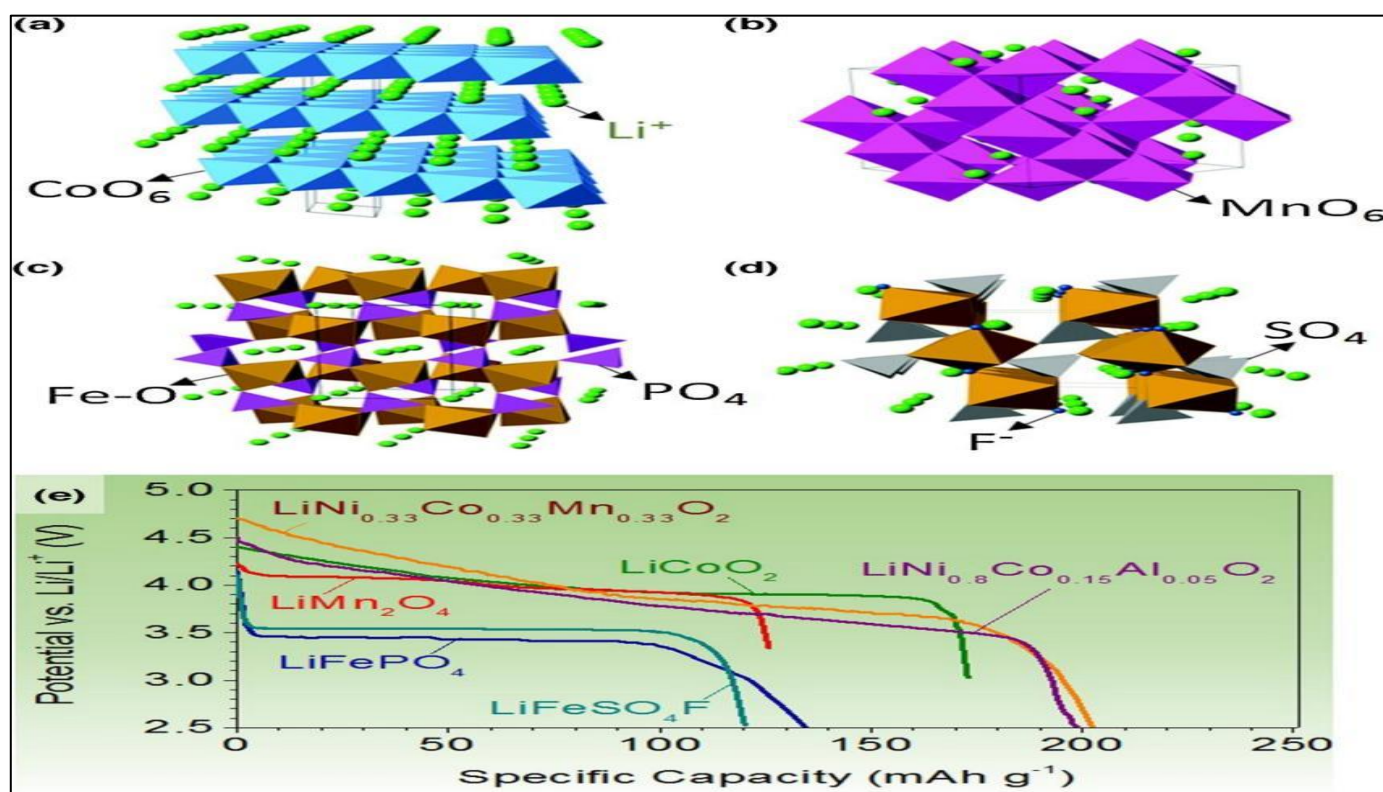 (a)
(b)
Li⁺
CoO₆
MnO₆
(c)
(d)
Fe-O
PO₄
SO₄
F⁻
(e)
Potential vs. Li/Li⁺ (V)
5.0
4.5
4.0
3.5
3.0
2.5
LiNi₀.₃₃Co₀.₃₃Mn₀.₃₃O₂
LiCoO₂
LiNi₀.₈Co₀.₁₅Al₀.₀₅O₂
LiMn₂O₄
LiFePO₄
LiFeSO₄F
0 50 100 150 200 250
Specific Capacity (mAh g⁻¹)